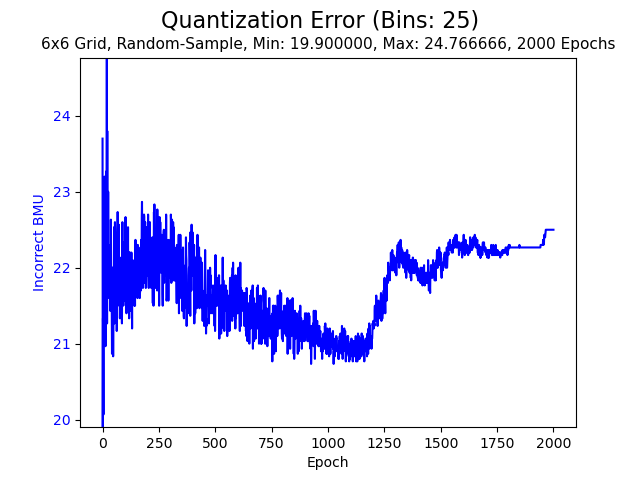 Quantization Error (Bins: 25)
6x6 Grid, Random-Sample, Min: 19.900000, Max: 24.766666, 2000 Epochs
24
23
22
21
20
Incorrect BMU
0 250 500 750 1000 1250 1500 1750 2000
Epoch